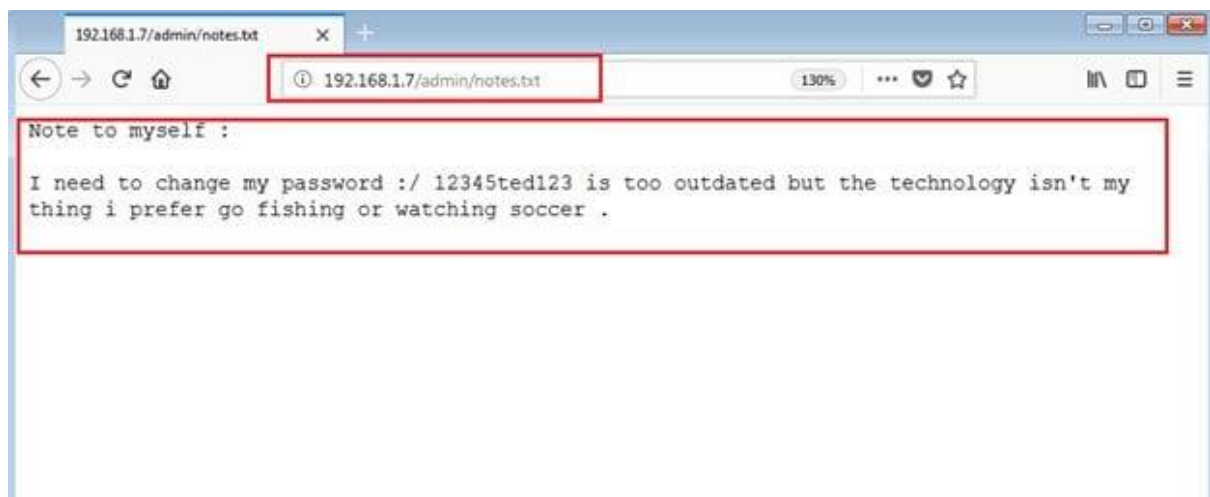 192.168.1.7/admin/notes.txt
192.168.1.7/admin/notes.txt 130%
Note to myself :
I need to change my password :/ 12345ted123 is too outdated but the technology isn't my
thing i prefer go fishing or watching soccer .